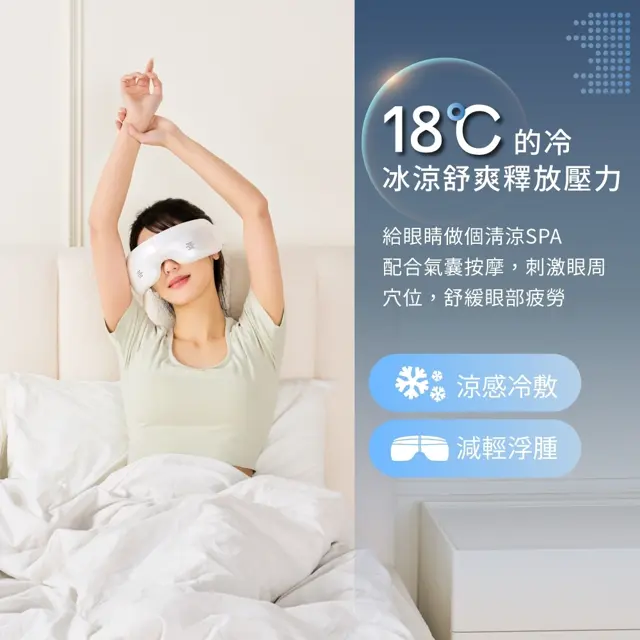 18℃的冷
冰涼舒爽釋放壓力
給眼睛做個清涼SPA
配合氣囊按摩，刺激眼周
穴位，舒緩眼部疲勞
涼感冷敷
減輕浮腫